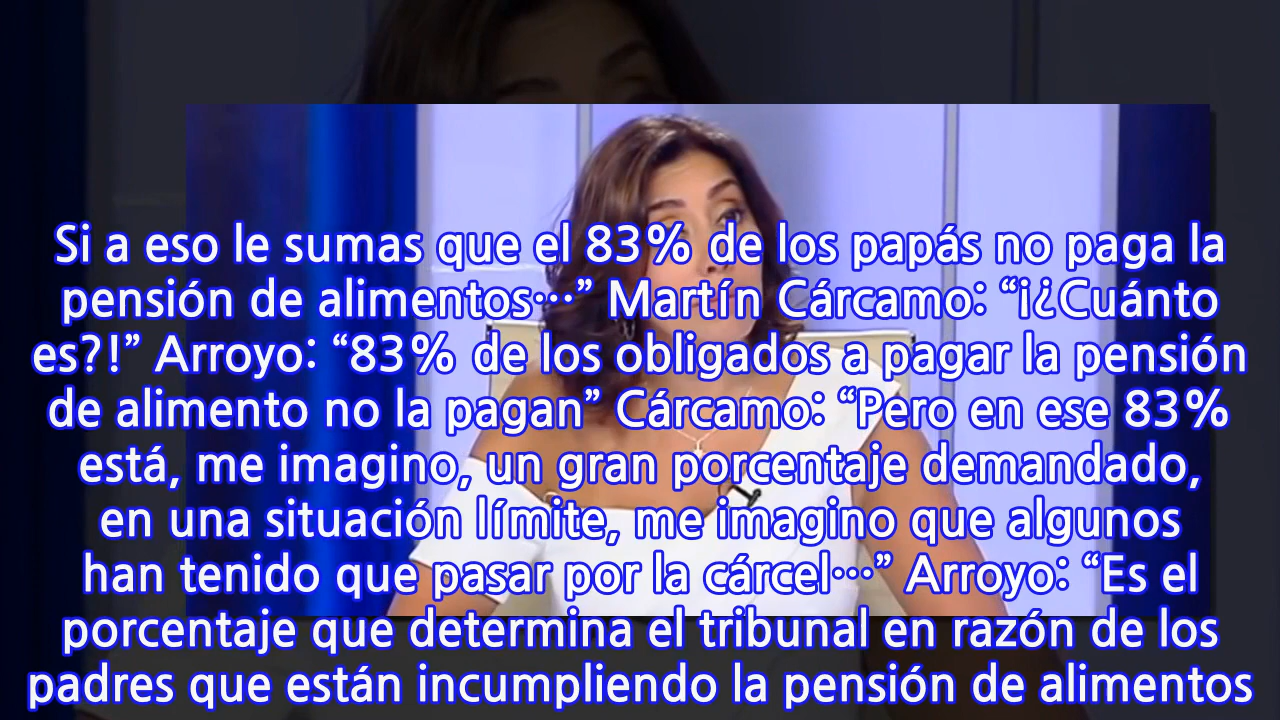 Si a eso le sumas que el 83% de los papás no paga la
pensión de alimentos…” Martín Cárcamo: “¡¿Cuánto
es?!” Arroyo: “83% de los obligados a pagar la pensión
de alimento no la pagan” Cárcamo: “Pero en ese 83%
está, me imagino, un gran porcentaje demandado,
en una situación límite, me imagino que algunos
han tenido que pasar por la cárcel…” Arroyo: “Es el
porcentaje que determina el tribunal en razón de los
padres que están incumpliendo la pensión de alimentos